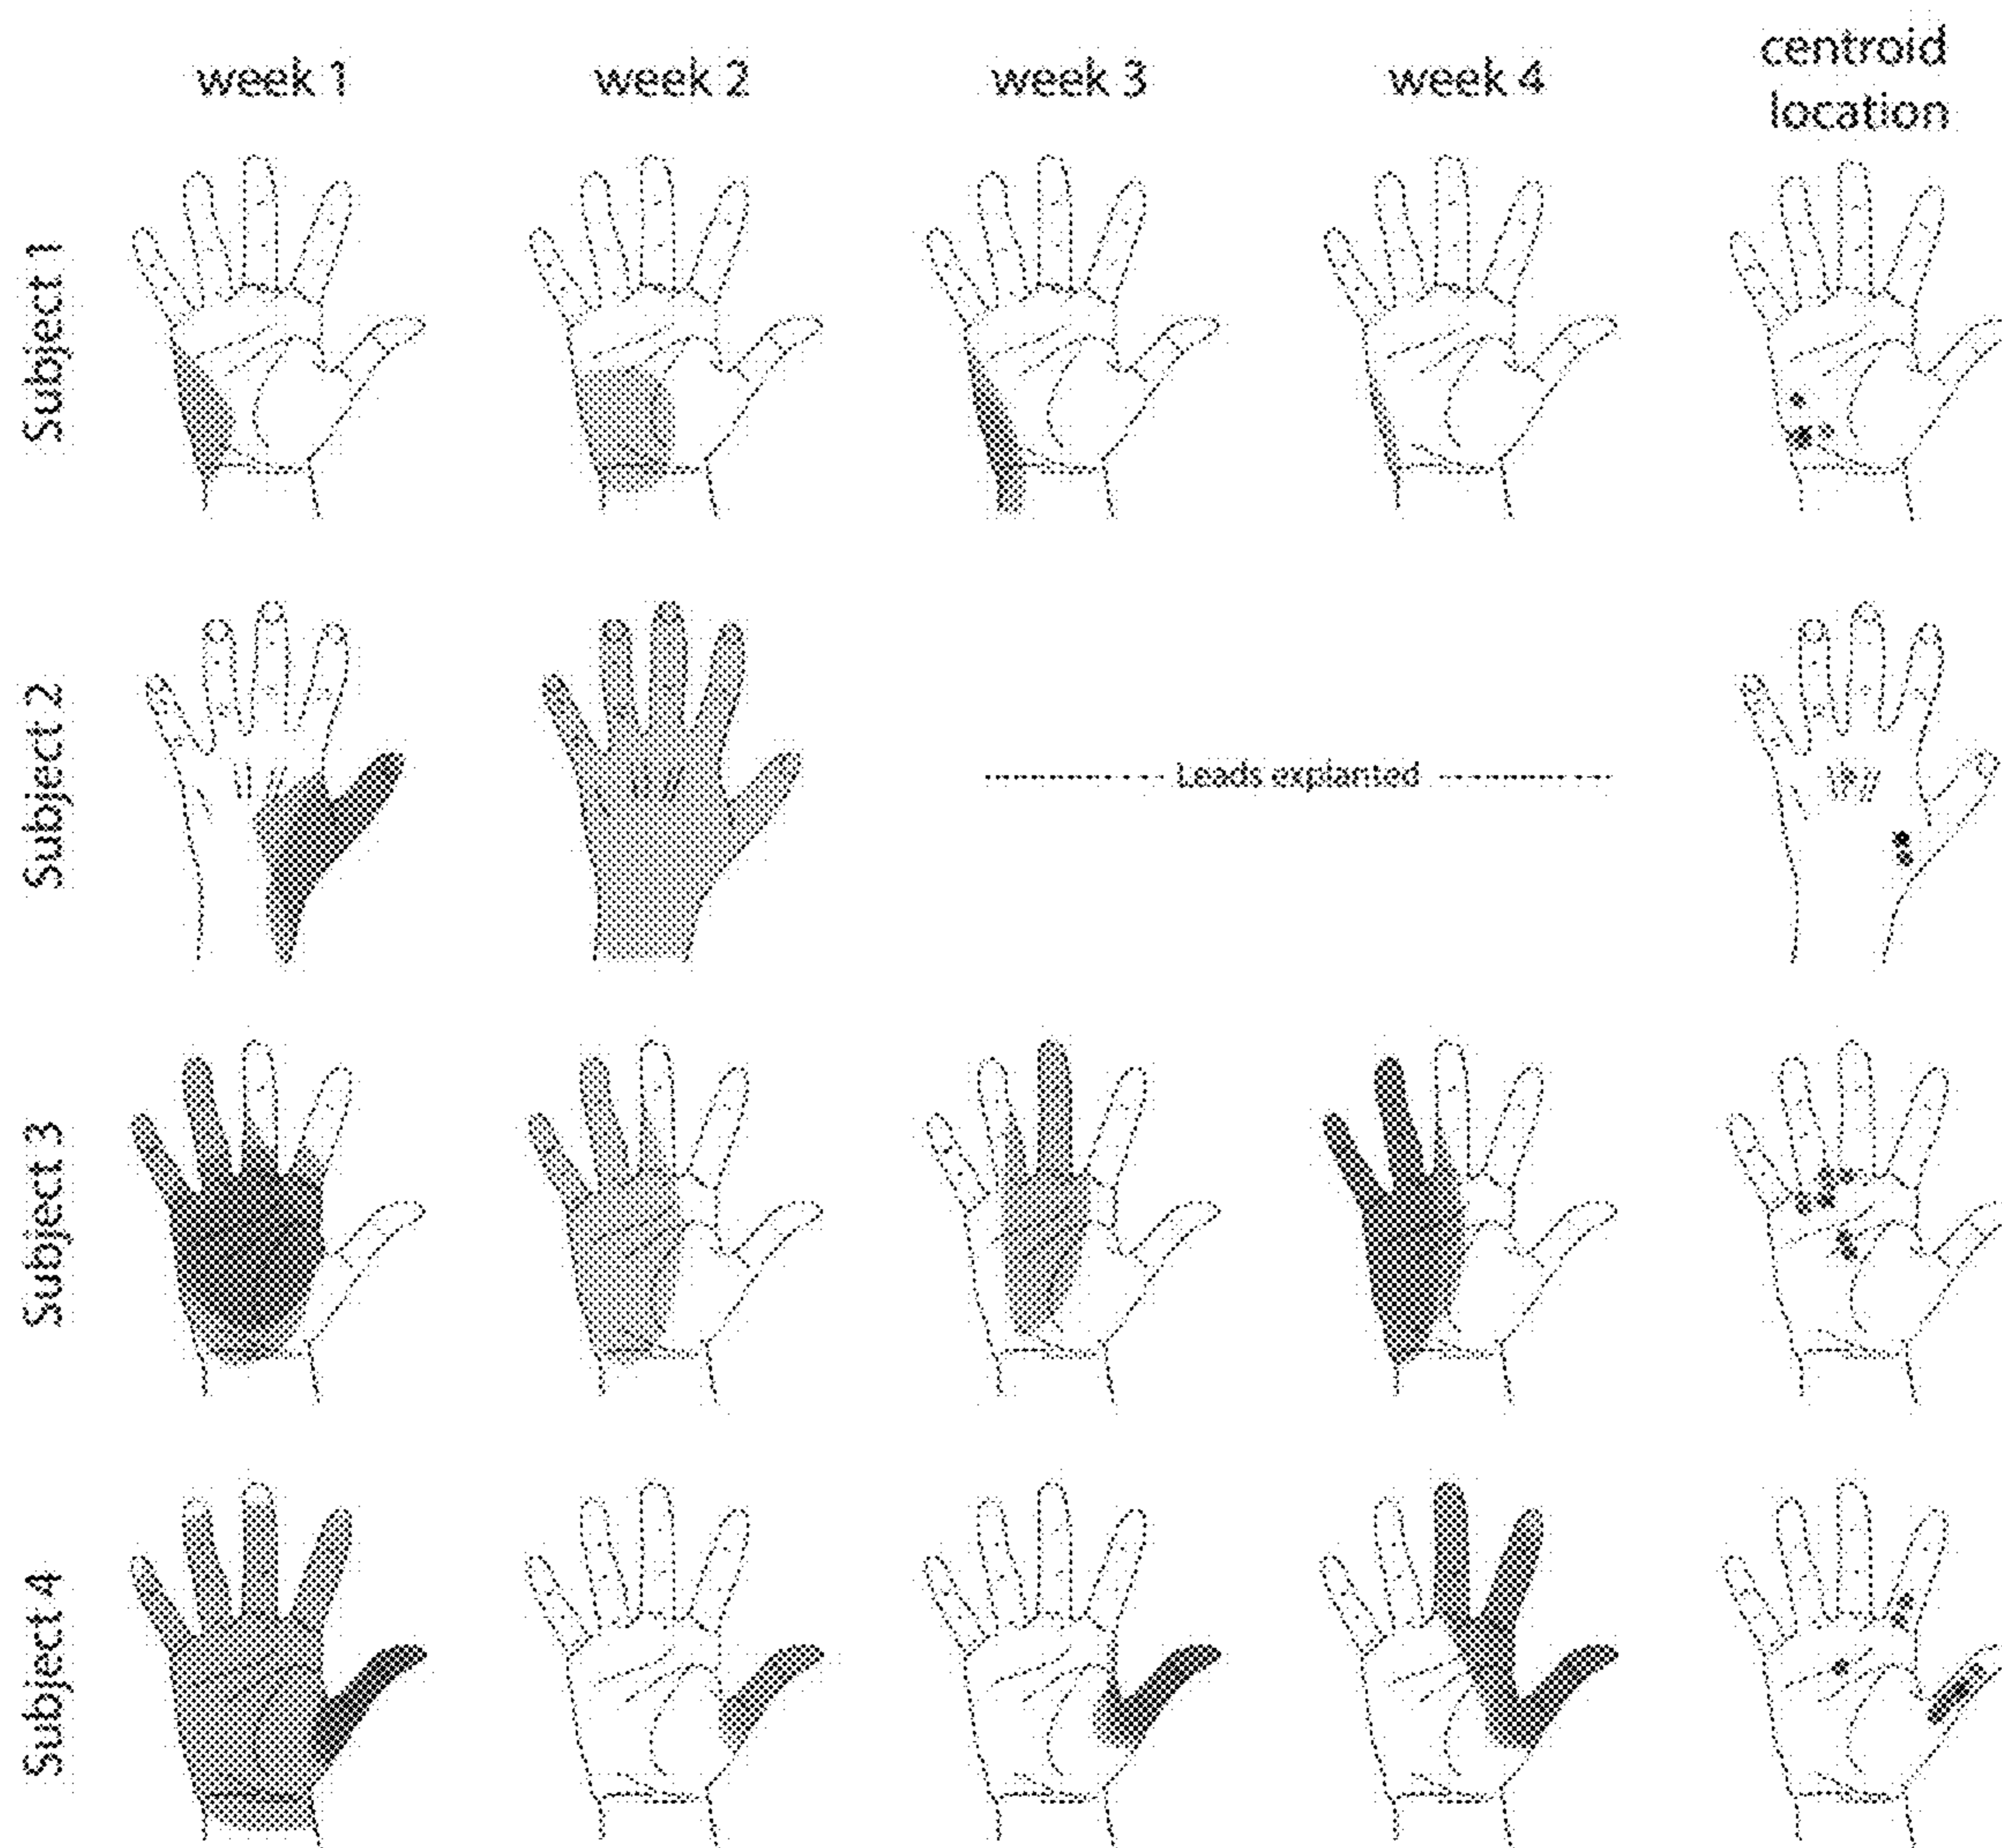 week 1
week 2
week 3
week 4
centroid
location
Subject 1
Subject 2
Leads explanted
Subject 3
Subject 4